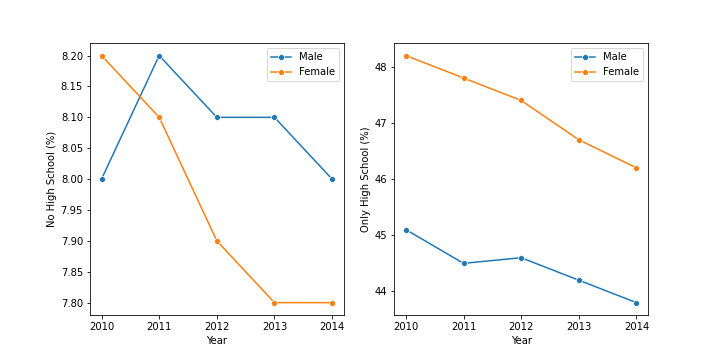 8.20
8.15
8.10
8.05
8.00
7.95
7.90
7.85
7.80
No High School (%)
2010 2011 2012 2013 2014
Year
Male
Female
48
47
46
45
44
Only High School (%)
2010 2011 2012 2013 2014
Year
Male
Female